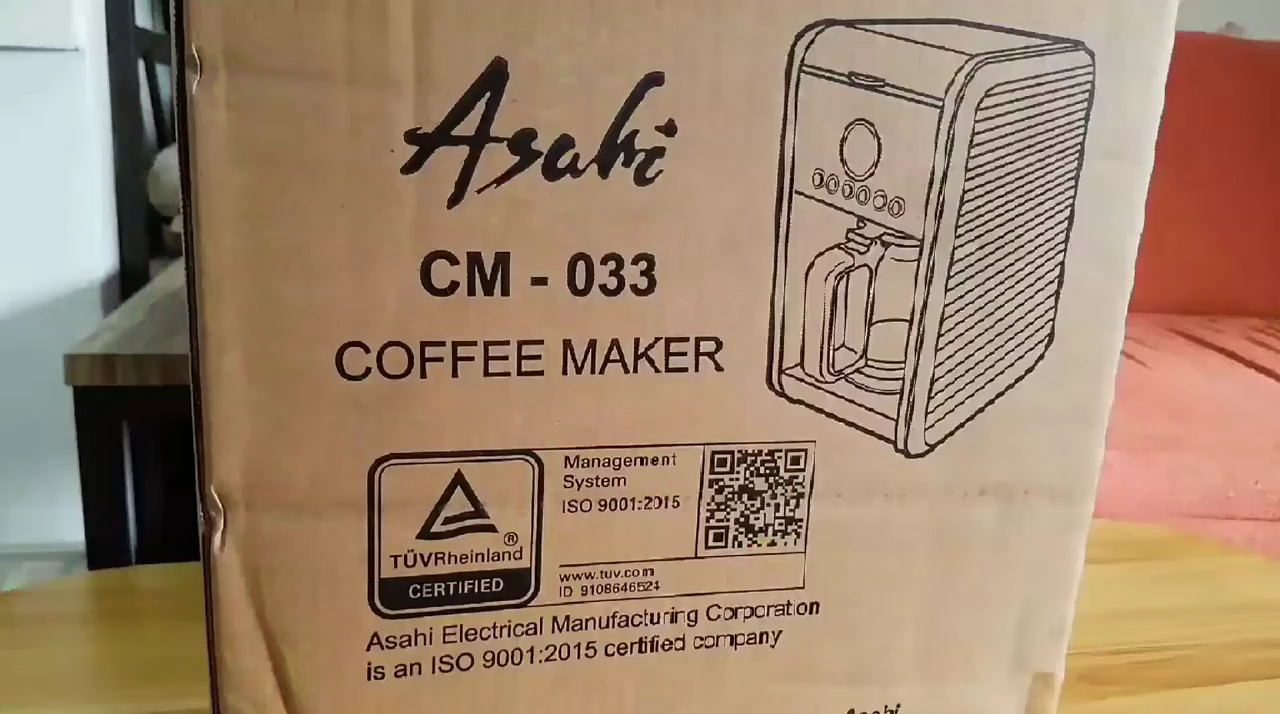 Asahi
CM - 033
COFFEE MAKER
Management
System
ISO 9001:2015
TÜVRheinland
®
CERTIFIED
www.tuv.com
ID 9108646524
Asahi Electrical Manufacturing Corporation
is an ISO 9001:2015 certified company
Asahi